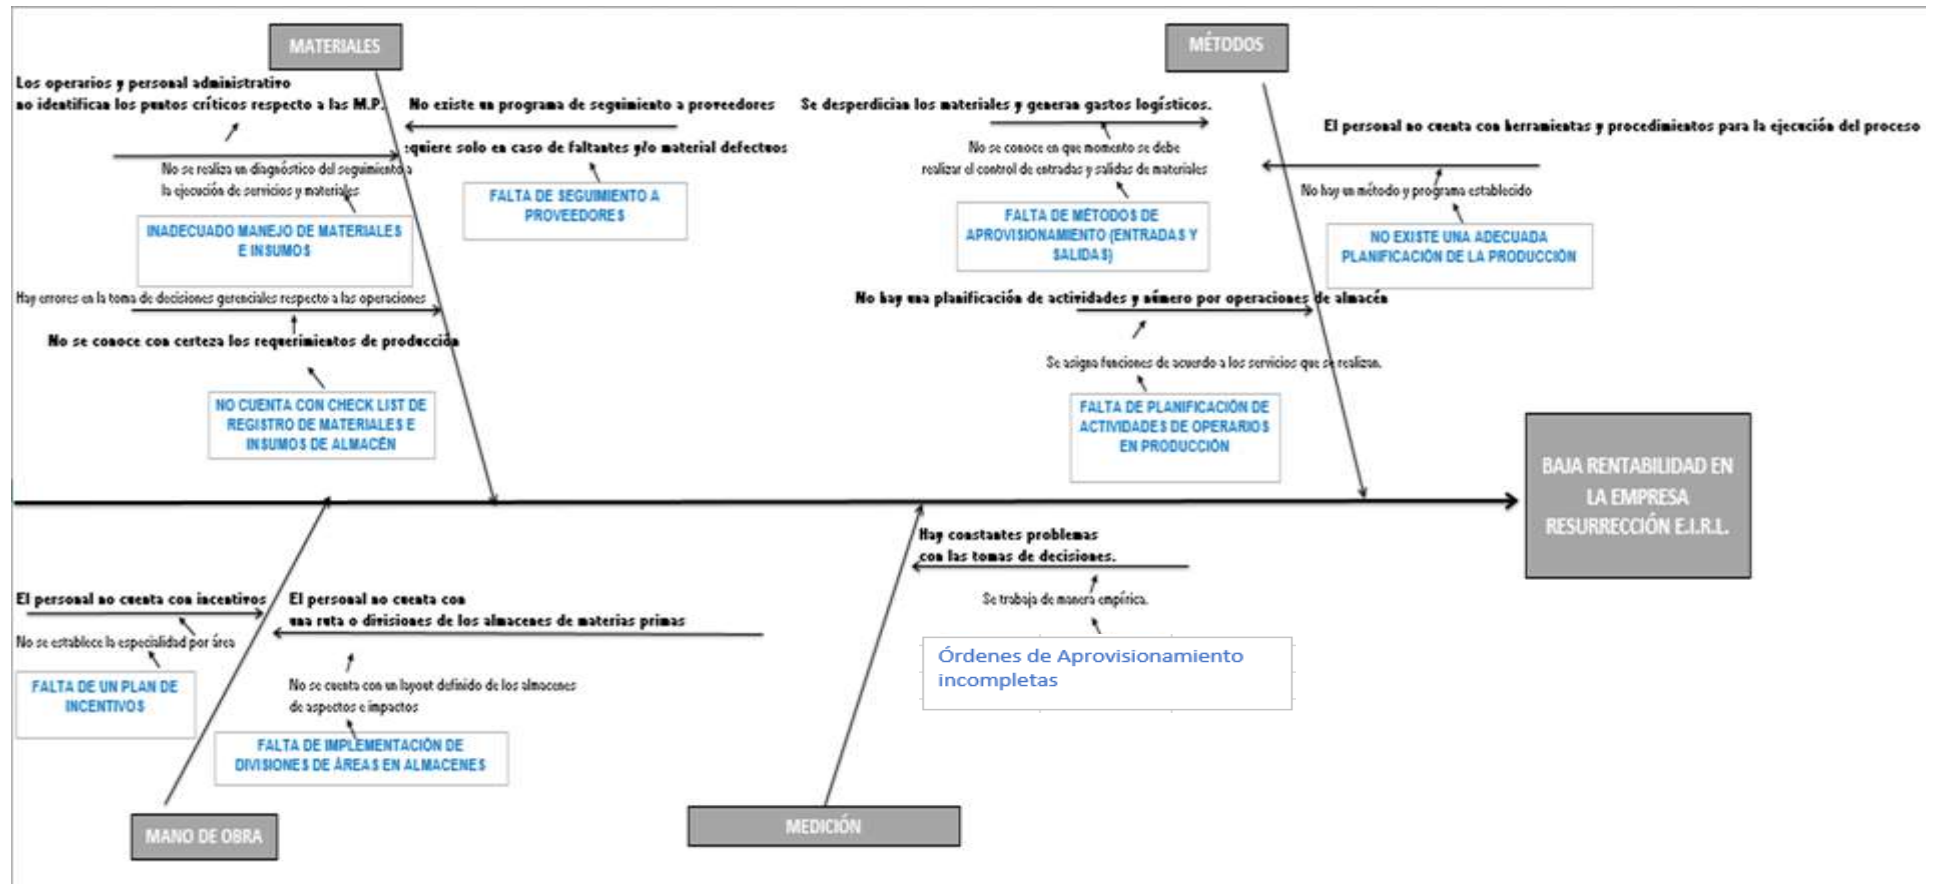 MATERIALES
Los operarios y personal administrativo
no identifican los puntos críticos respecto a las M.P.
No se realiza un diagnóstico del seguimiento a
la ejecución de servicios y materiales
INADECUADO MANEJO DE MATERIALES
E INSUMOS
No existe un programa de seguimiento a proveedores
solo en caso de faltantes y/o material defectuos
FALTA DE SEGUIMIENTO A
PROVEEDORES
Hay errores en la toma de decisiones gerenciales respecto a las operaciones
No se conoce con certeza los requerimientos de producción
NO CUENTA CON CHECK LIST DE
REGISTRO DE MATERIALES E
INSUMOS DE ALMACÉN
MÉTODOS
Se desperdician los materiales y generan gastos logísticos.
No se conoce en que momento se debe
realizar el control de entradas y salidas de materiales
FALTA DE MÉTODOS DE
APROVISIONAMIENTO (ENTRADAS Y
SALIDAS)
El personal no cuenta con herramientas y procedimientos para la ejecución del proceso
No hay un método y programa establecido
NO EXISTE UNA ADECUADA
PLANIFICACIÓN DE LA PRODUCCIÓN
No hay una planificación de actividades y número por operaciones de almacén
Se asigna funciones de acuerdo a los servicios que se realizan.
FALTA DE PLANIFICACIÓN DE
ACTIVIDADES DE OPERARIOS
EN PRODUCCIÓN
BAJA RENTABILIDAD EN
LA EMPRESA
RESURRECCIÓN E.I.R.L.
El personal no cuenta con incentivos
No se establece la especialidad por área
FALTA DE UN PLAN DE
INCENTIVOS
El personal no cuenta con
una ruta o divisiones de los almacenes de materias primas
No se cuenta con un layout definido de los almacenes
de aspectos e impactos
FALTA DE IMPLEMENTACIÓN DE
DIVISIONES DE ÁREAS EN ALMACENES
MANO DE OBRA
Hay constantes problemas
con las tomas de decisiones.
Se trabaja de manera empírica.
Órdenes de Aprovisionamiento
incompletas
MEDICIÓN